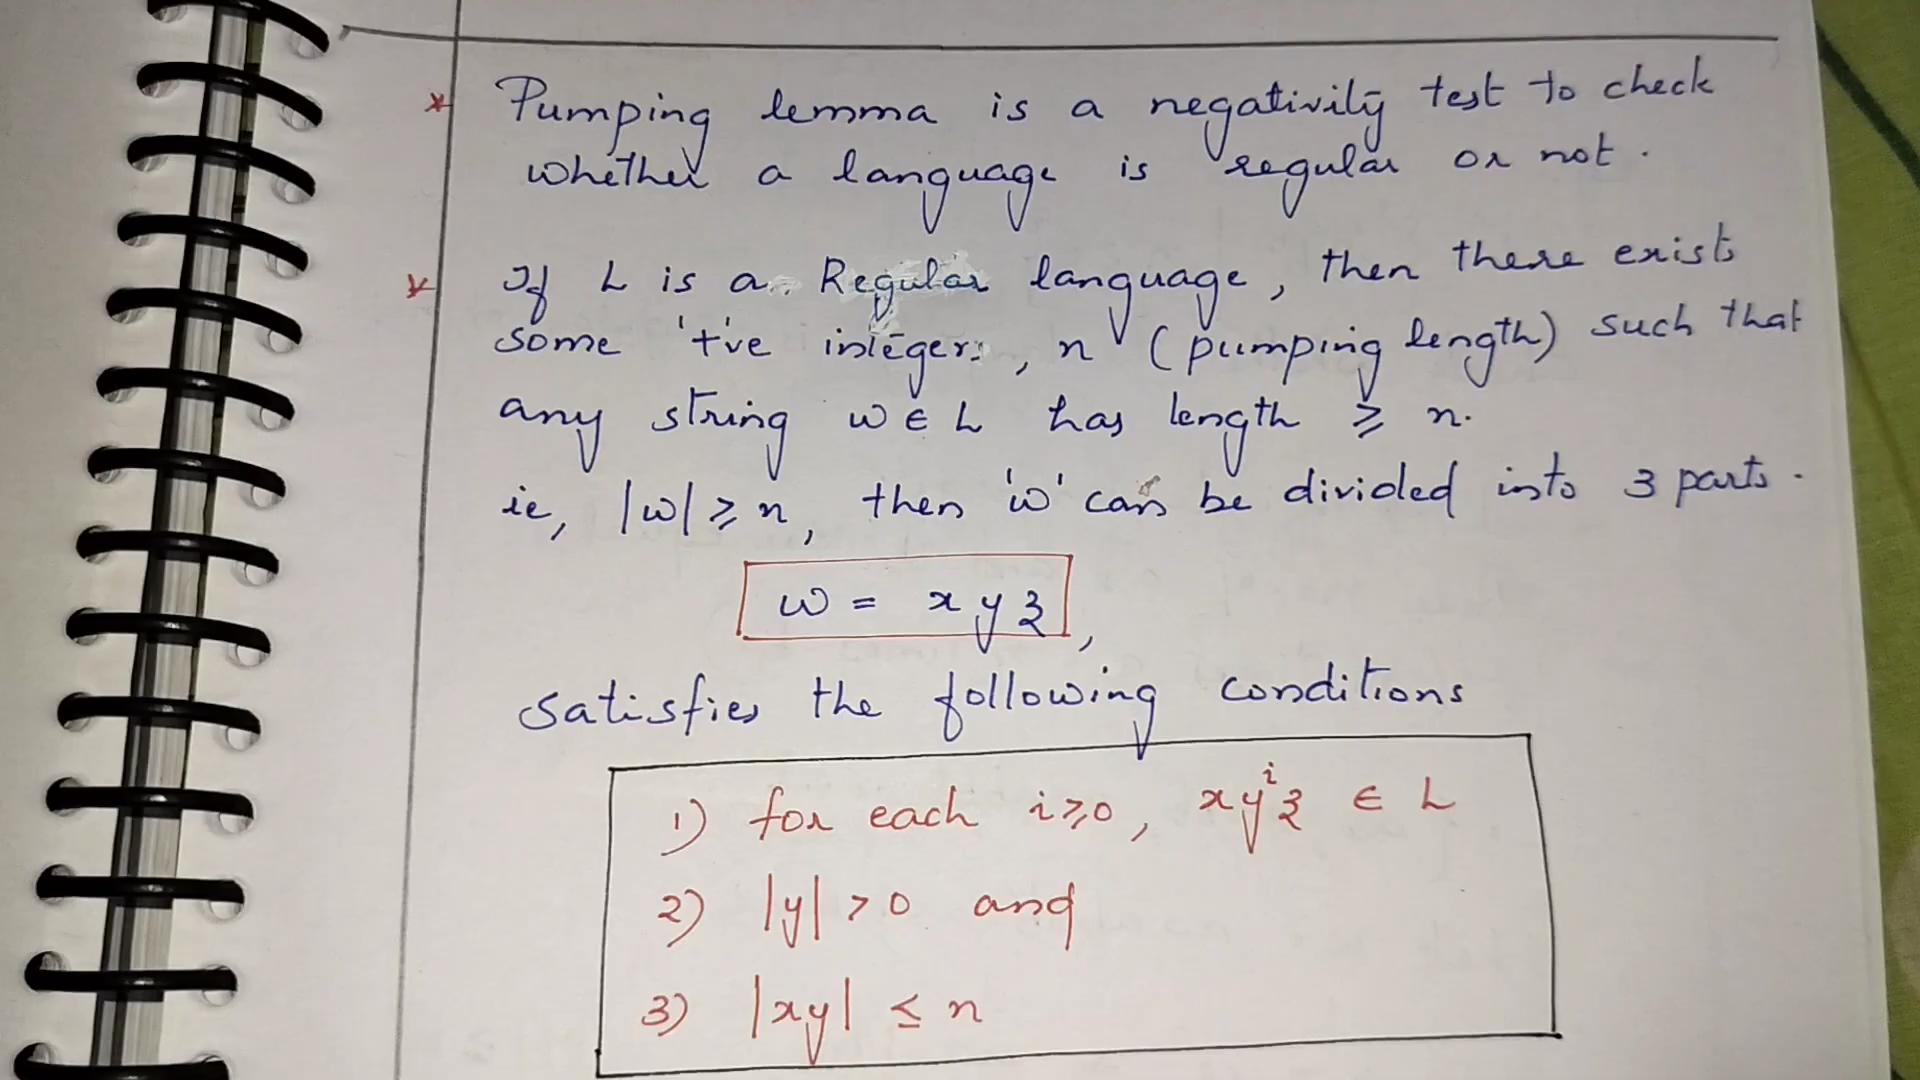 * Pumping lemma is a negativity test to check
whether a language is regular or not.
* If L is a Regular language, then there exists
some '+'ve integer, n (pumping length) such that
any string w ∈ L has length ≥ n.
ie, |w| ≥ n, then 'w' can be divided into 3 parts.
w = xyz,
satisfies the following conditions
1) for each i≥0, xyⁱz ∈ L
2) |y| > 0 and
3) |xy| ≤ n